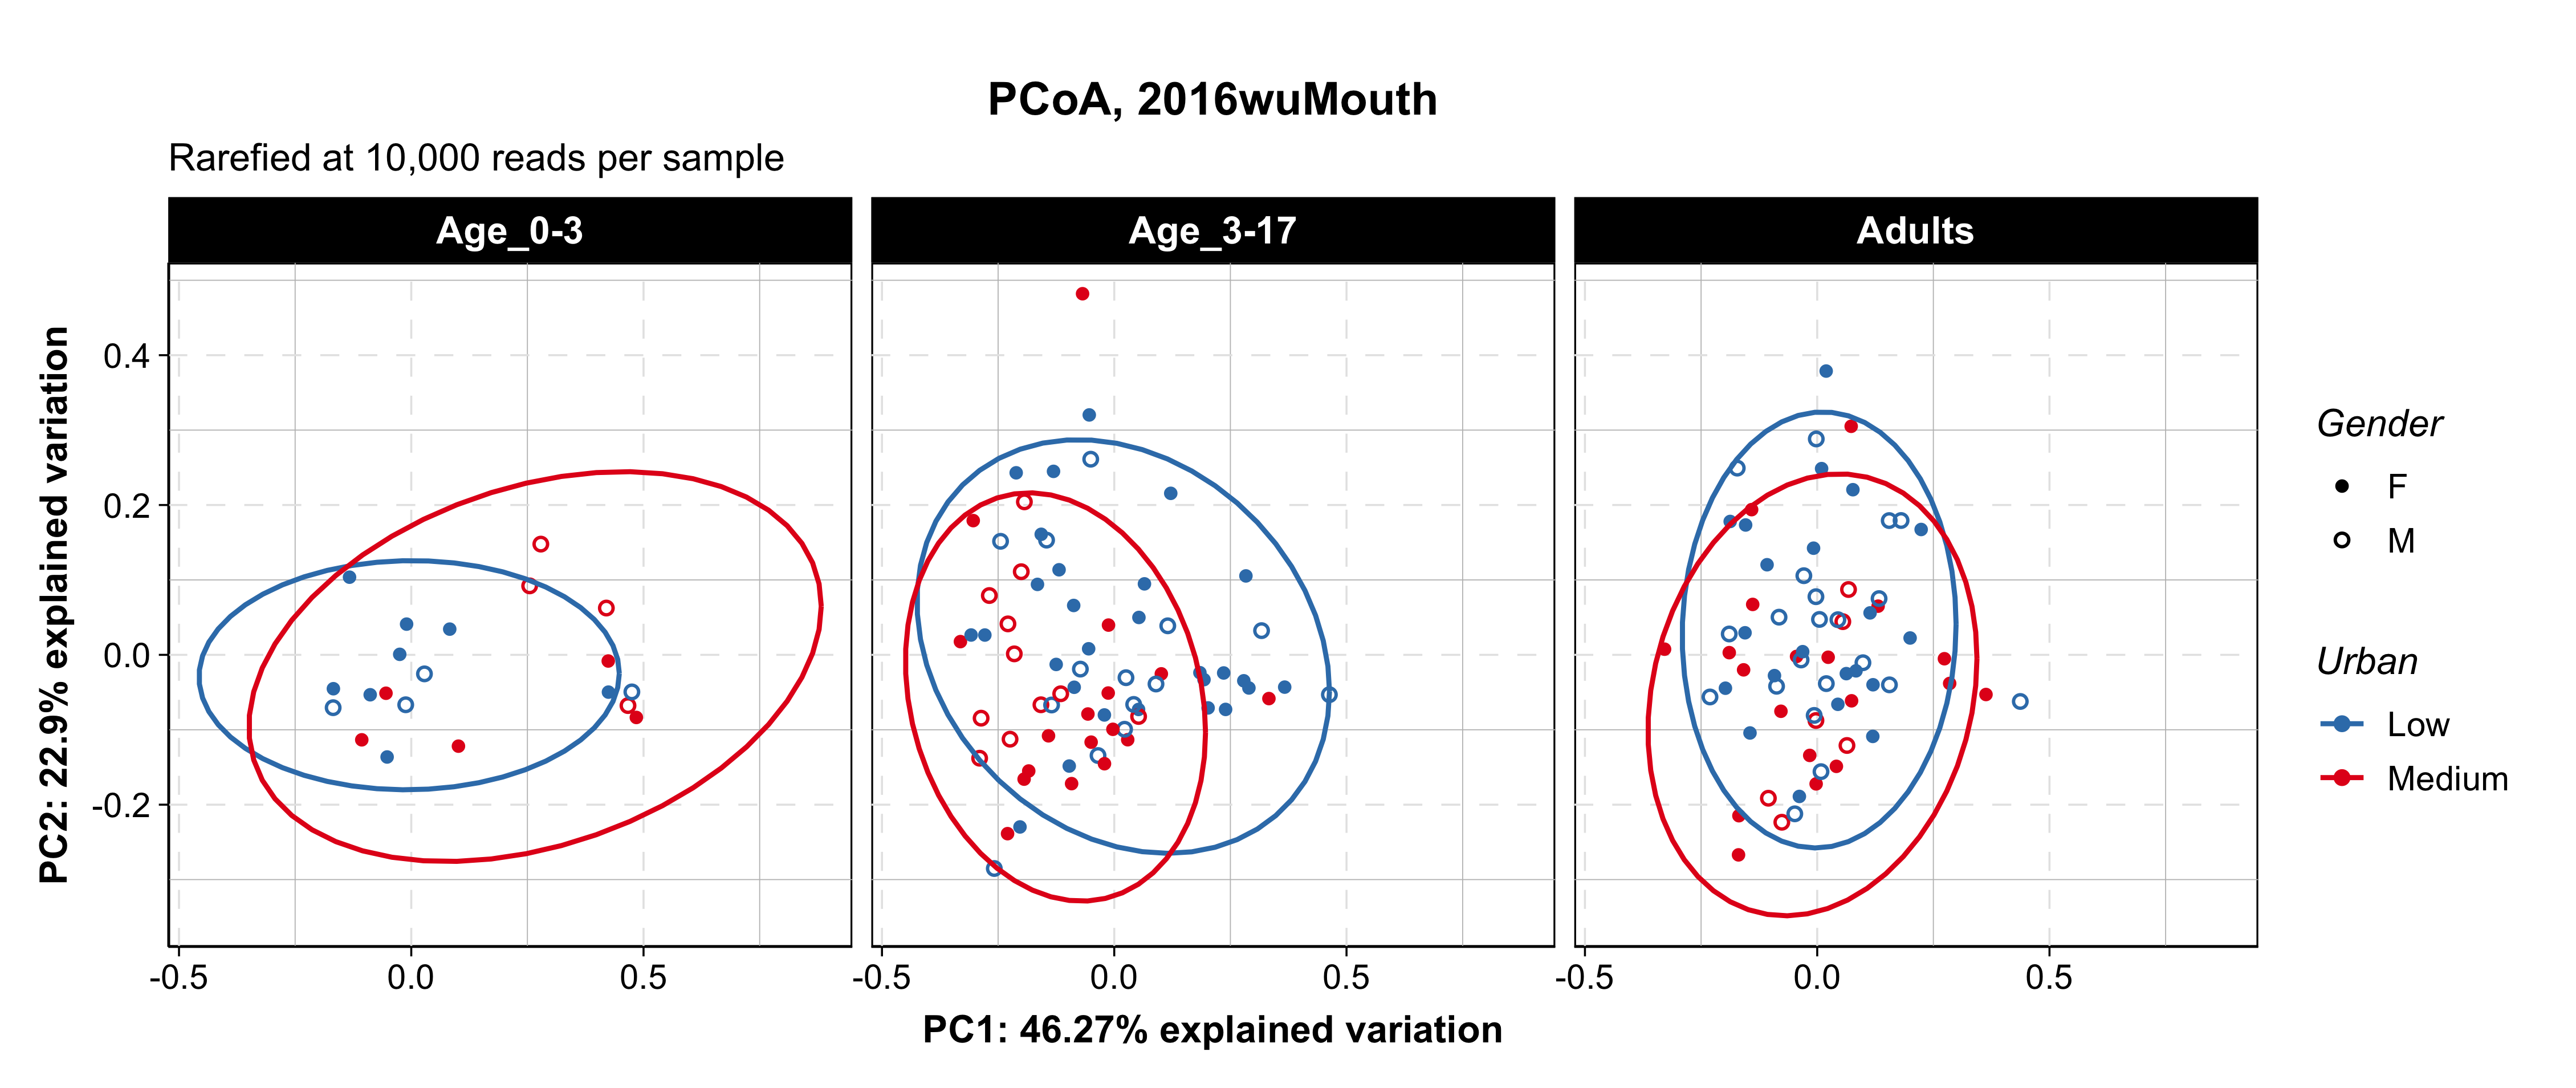 PCoA, 2016wuMouth
Rarefied at 10,000 reads per sample
Age_0-3 Age_3-17 Adults
PC2: 22.9% explained variation
0.4
0.2
0.0
-0.2
-0.5 0.0 0.5 -0.5 0.0 0.5 -0.5 0.0 0.5
PC1: 46.27% explained variation
Gender
F
M
Urban
Low
Medium